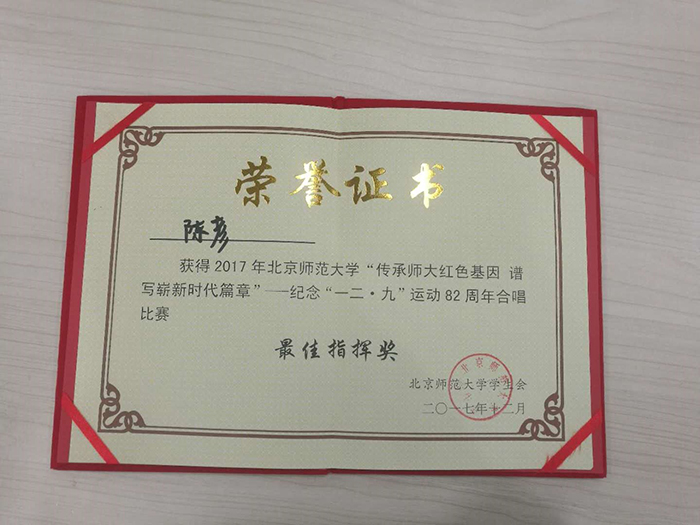 荣誉证书
陈彦
获得2017年北京师范大学“传承师大红色基因 谱
写崭新时代篇章”——纪念“一二·九”运动82周年合唱
比赛
最佳指挥奖
北京师范大学学生会
二〇一七年十二月